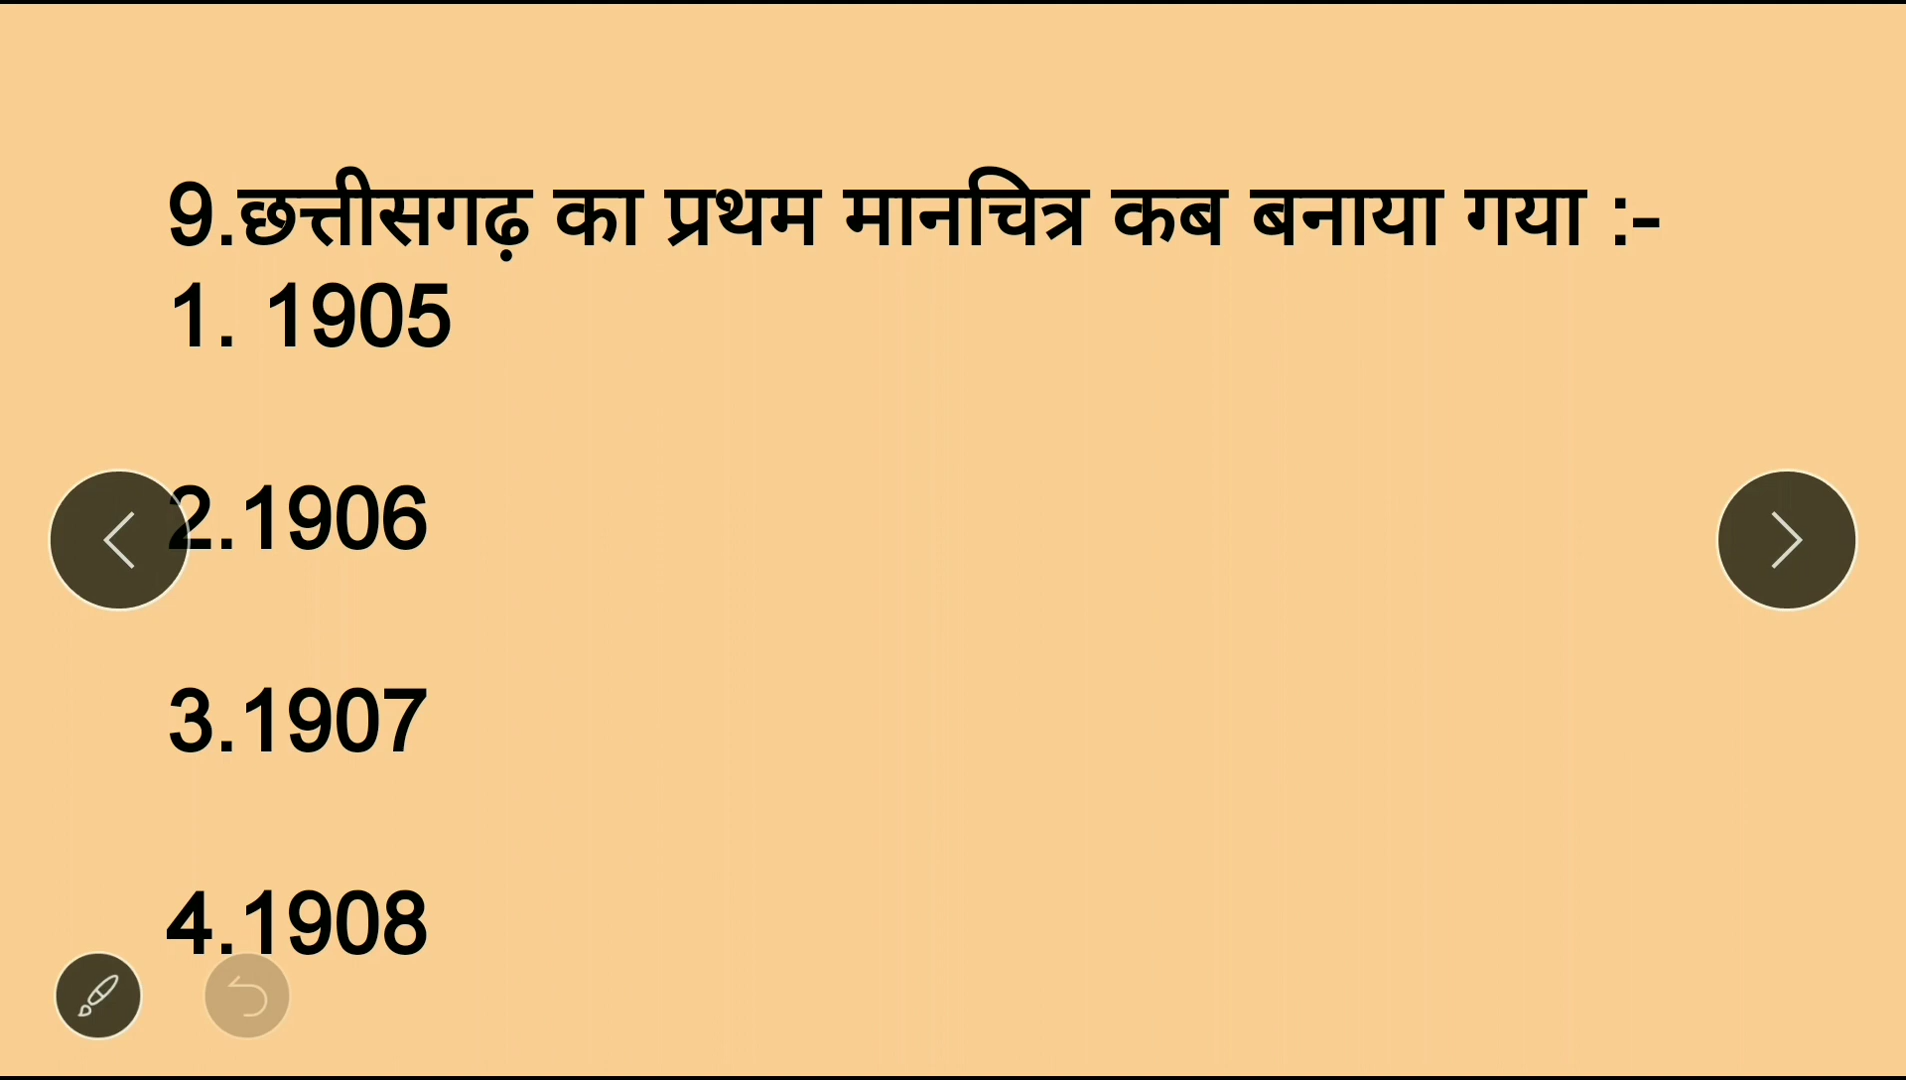 9.छत्तीसगढ़ का प्रथम मानचित्र कब बनाया गया :-
1. 1905
2.1906
3.1907
4.1908